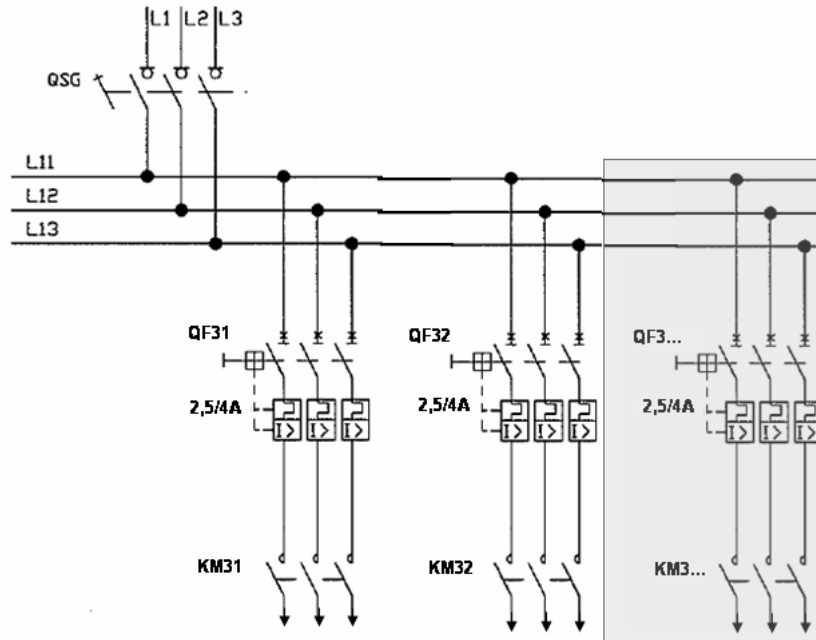 L1 L2 L3
QSG
L11
L12
L13
QF31 QF32 QF3...
2,5/4A 2,5/4A 2,5/4A
I> I> I> I> I> I> I> I> I>
KM31 KM32 KM3...